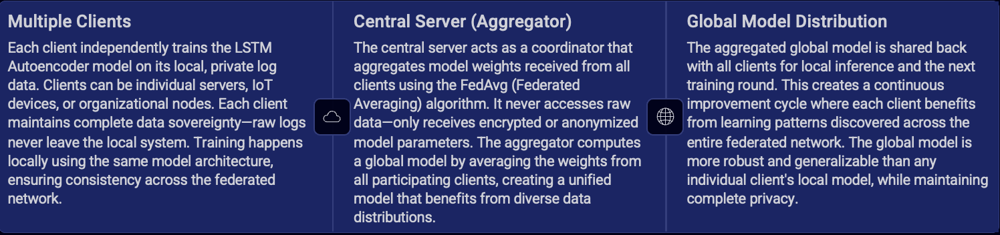 Multiple Clients
Each client independently trains the LSTM
Autoencoder model on its local, private log
data. Clients can be individual servers, IoT
devices, or organizational nodes. Each client
maintains complete data sovereignty—raw logs
never leave the local system. Training happens
locally using the same model architecture,
ensuring consistency across the federated
network.
Central Server (Aggregator)
The central server acts as a coordinator that
aggregates model weights received from all
clients using the FedAvg (Federated
Averaging) algorithm. It never accesses raw
data—only receives encrypted or anonymized
model parameters. The aggregator computes
a global model by averaging the weights from
all participating clients, creating a unified
model that benefits from diverse data
distributions.
Global Model Distribution
The aggregated global model is shared back
with all clients for local inference and the next
training round. This creates a continuous
improvement cycle where each client benefits
from learning patterns discovered across the
entire federated network. The global model is
more robust and generalizable than any
individual client's local model, while maintaining
complete privacy.